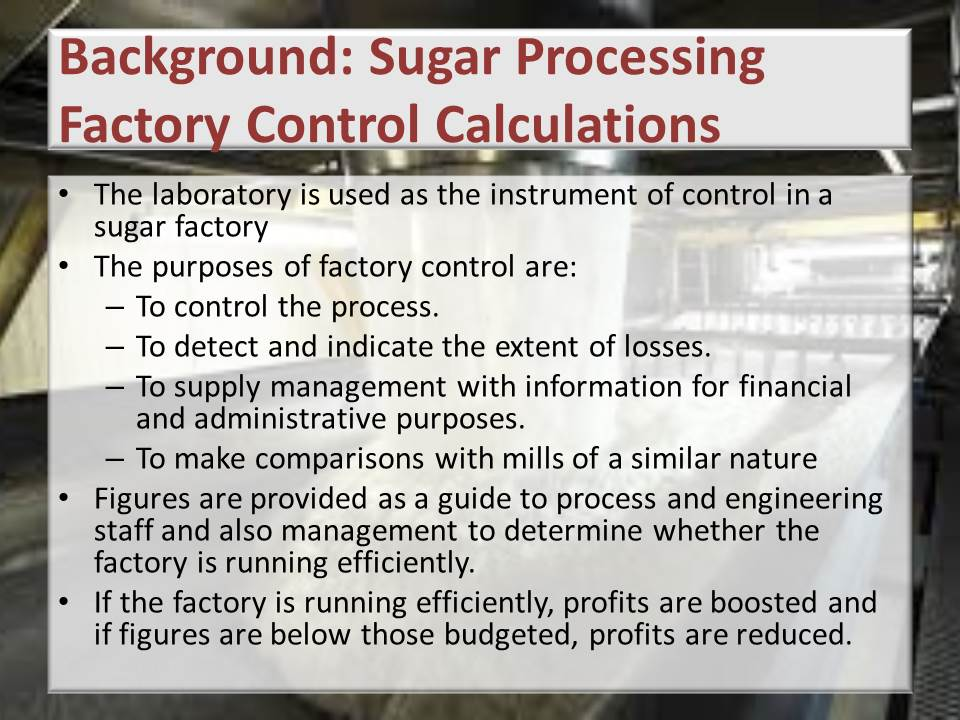 Background: Sugar Processing
Factory Control Calculations
• The laboratory is used as the instrument of control in a
sugar factory
• The purposes of factory control are:
– To control the process.
– To detect and indicate the extent of losses.
– To supply management with information for financial
and administrative purposes.
– To make comparisons with mills of a similar nature
• Figures are provided as a guide to process and engineering
staff and also management to determine whether the
factory is running efficiently.
• If the factory is running efficiently, profits are boosted and
if figures are below those budgeted, profits are reduced.